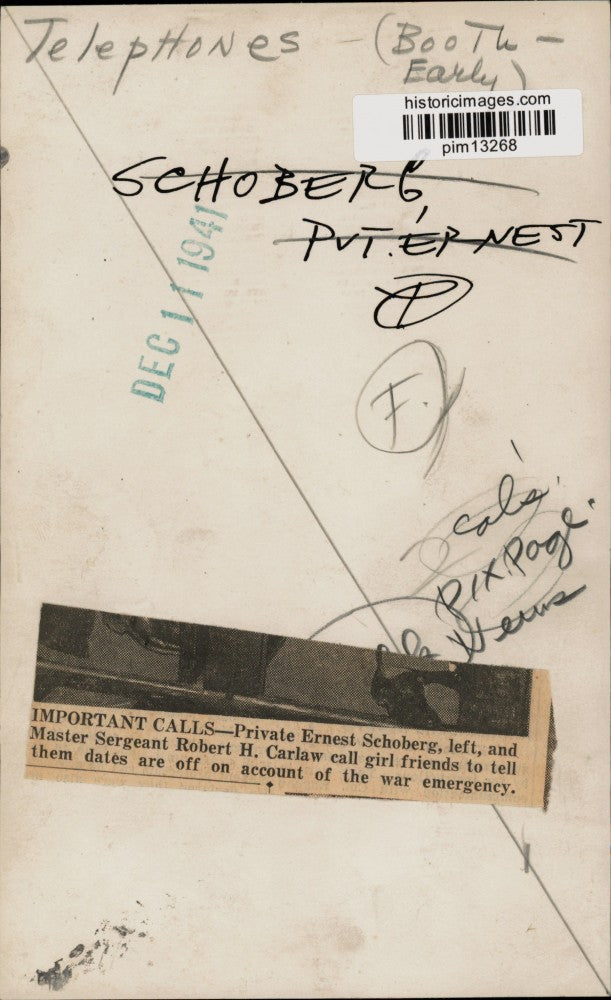 Telephones - (Booth -
Early)
historicimages.com
pim13268
SCHOBERG,
PVT. ERNEST
P
DEC 11 1941
F.
cols.
Pix Page
News
IMPORTANT CALLS—Private Ernest Schoberg, left, and
Master Sergeant Robert H. Carlaw call girl friends to tell
them dates are off on account of the war emergency.